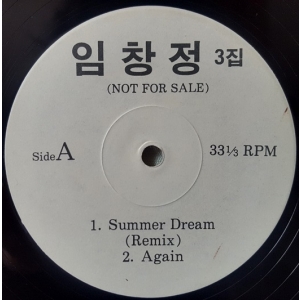 임창정 3집
(NOT FOR SALE)
Side A
33⅓ RPM
1. Summer Dream
(Remix)
2. Again